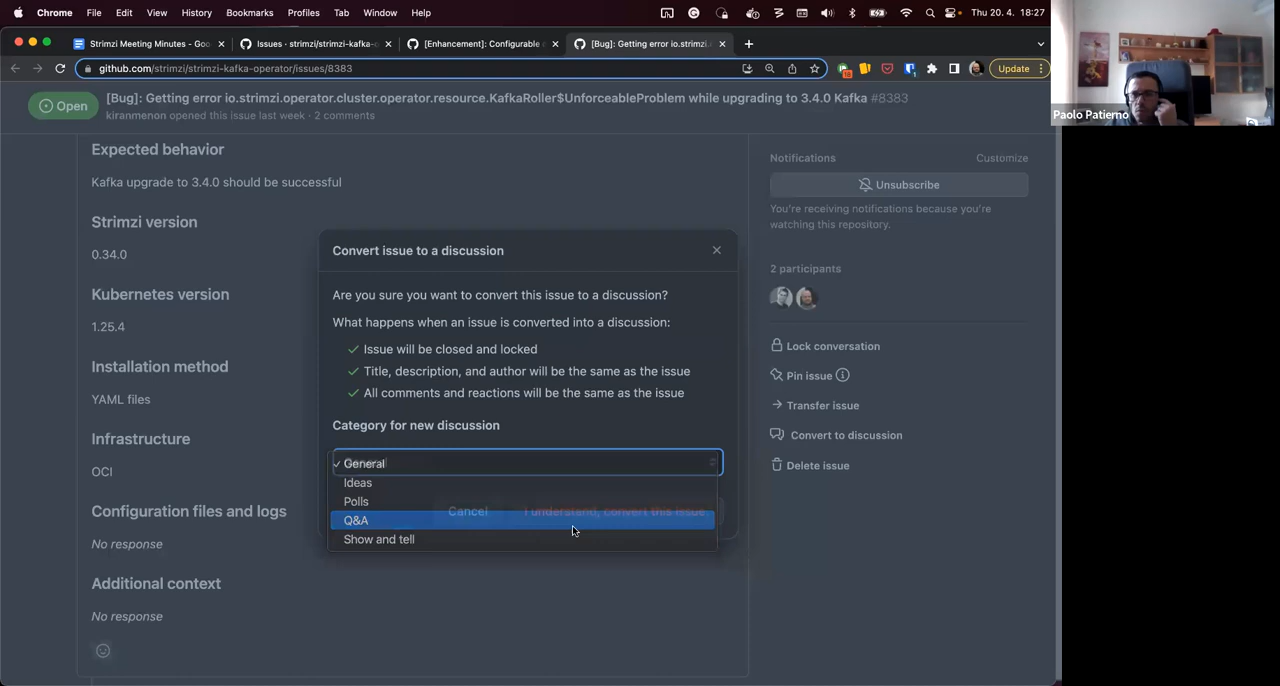 Chrome File Edit View History Bookmarks Profiles Tab Window Help Thu 20. 4. 18:27
Strimzi Meeting Minutes - Goo Issues · strimzi/strimzi-kafka-o [Enhancement]: Configurable c [Bug]: Getting error io.strimzi.
github.com/strimzi/strimzi-kafka-operator/issues/8383 Update
Open
[Bug]: Getting error io.strimzi.operator.cluster.operator.resource.KafkaRoller$UnforceableProblem while upgrading to 3.4.0 Kafka #8383
kiranmenon opened this issue last week · 2 comments
Paolo Patierno
Expected behavior
Kafka upgrade to 3.4.0 should be successful
Strimzi version
0.34.0
Kubernetes version
1.25.4
Installation method
YAML files
Infrastructure
OCI
Configuration files and logs
No response
Additional context
No response
Convert issue to a discussion
Are you sure you want to convert this issue to a discussion?
What happens when an issue is converted into a discussion:
Issue will be closed and locked
Title, description, and author will be the same as the issue
All comments and reactions will be the same as the issue
Category for new discussion
General
Ideas
Polls
Q&A
Show and tell
Cancel I understand, convert this issue.
Notifications Customize
Unsubscribe
You're receiving notifications because you're
watching this repository.
2 participants
Lock conversation
Pin issue
Transfer issue
Convert to discussion
Delete issue